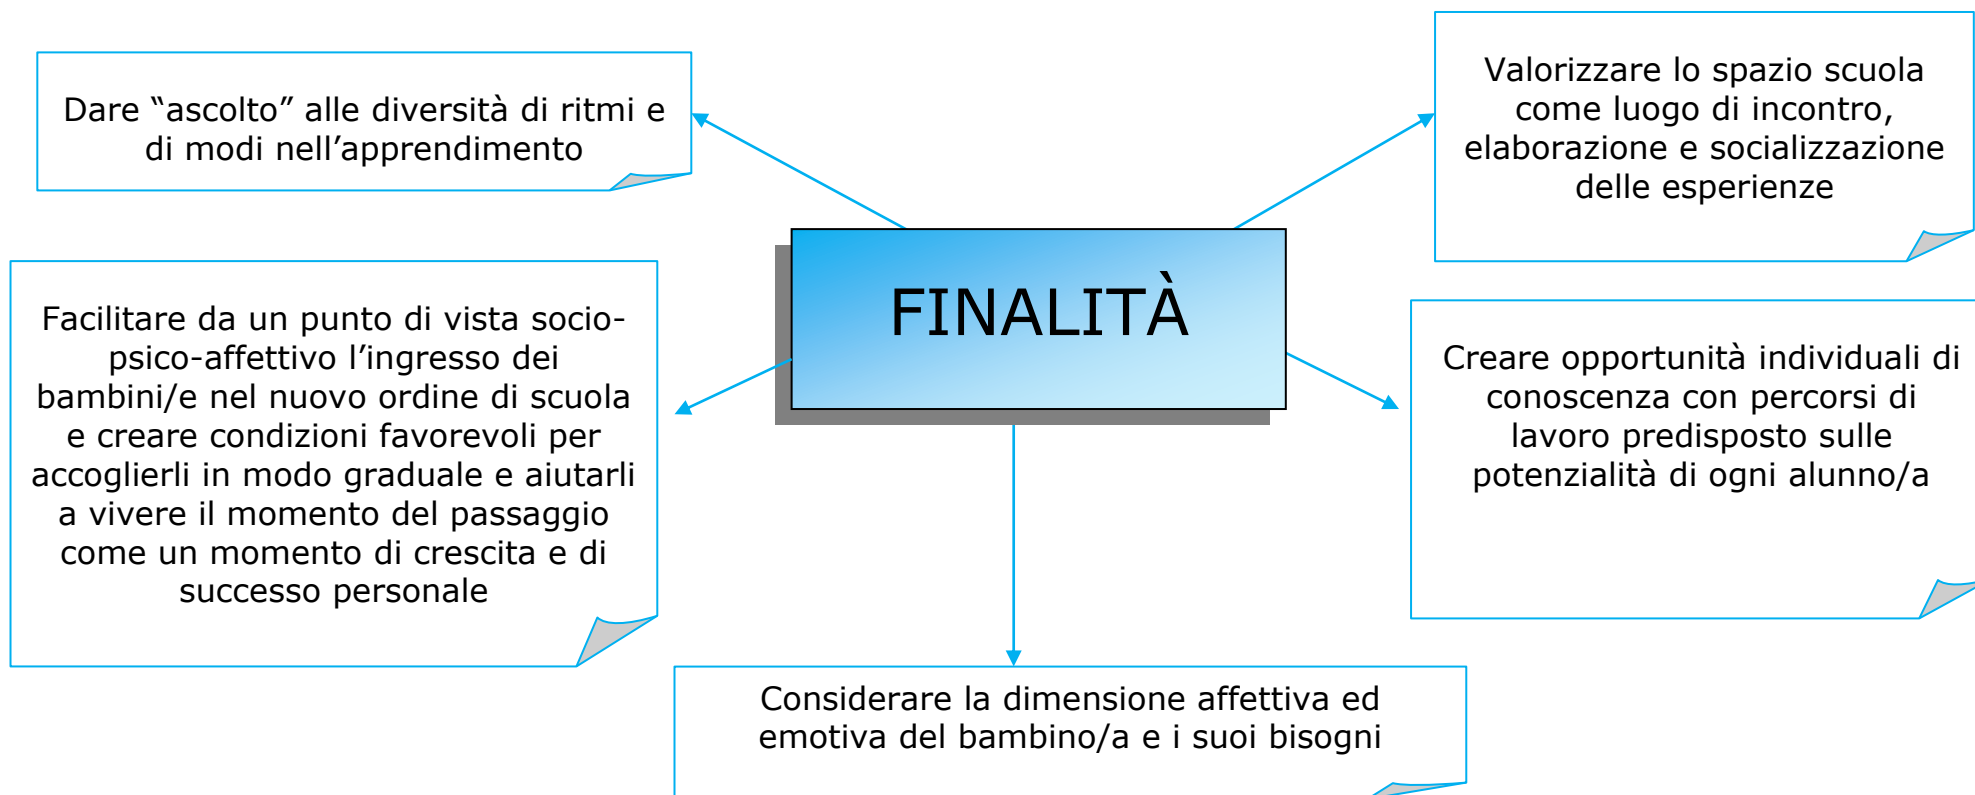 Dare “ascolto” alle diversità di ritmi e
di modi nell’apprendimento
Valorizzare lo spazio scuola
come luogo di incontro,
elaborazione e socializzazione
delle esperienze
FINALITÀ
Facilitare da un punto di vista socio-
psico-affettivo l’ingresso dei
bambini/e nel nuovo ordine di scuola
e creare condizioni favorevoli per
accoglierli in modo graduale e aiutarli
a vivere il momento del passaggio
come un momento di crescita e di
successo personale
Creare opportunità individuali di
conoscenza con percorsi di
lavoro predisposto sulle
potenzialità di ogni alunno/a
Considerare la dimensione affettiva ed
emotiva del bambino/a e i suoi bisogni